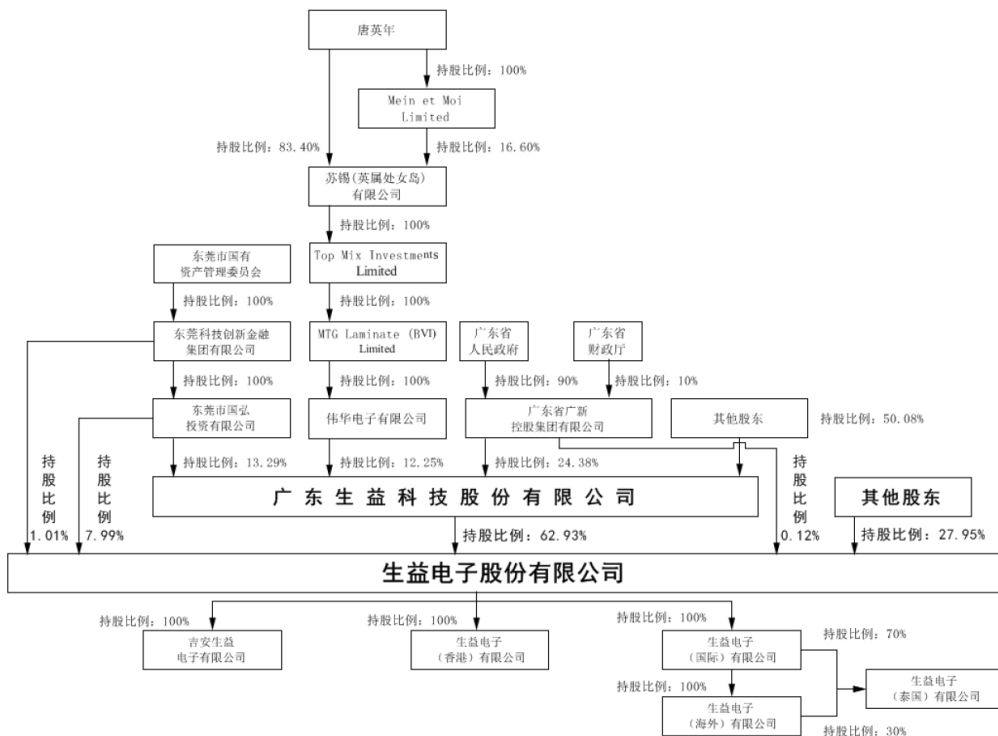 唐英年
持股比例：100%
Mein et Moi
Limited
持股比例：83.40%
持股比例：16.60%
苏锡(英属处女岛)
有限公司
持股比例：100%
东莞市国有
资产管理委员会
Top Mix Investments
Limited
持股比例：100%
持股比例：100%
东莞科技创新金融
集团有限公司
MTG Laminate (BVI)
Limited
广东省
人民政府
广东省
财政厅
持股比例：100%
持股比例：100%
持股比例：90%
持股比例：10%
东莞市国弘
投资有限公司
伟华电子有限公司
广东省广新
控股集团有限公司
其他股东
持股比例：50.08%
持股比例：13.29%
持股比例：12.25%
持股比例：24.38%
持股比例
1.01%
持股比例
7.99%
广东生益科技股份有限公司
持股比例
0.12%
其他股东
持股比例：62.93%
持股比例：27.95%
生益电子股份有限公司
持股比例：100%
持股比例：100%
持股比例：100%
吉安生益
电子有限公司
生益电子
（香港）有限公司
生益电子
（国际）有限公司
持股比例：70%
持股比例：100%
生益电子
（泰国）有限公司
生益电子
（海外）有限公司
持股比例：30%